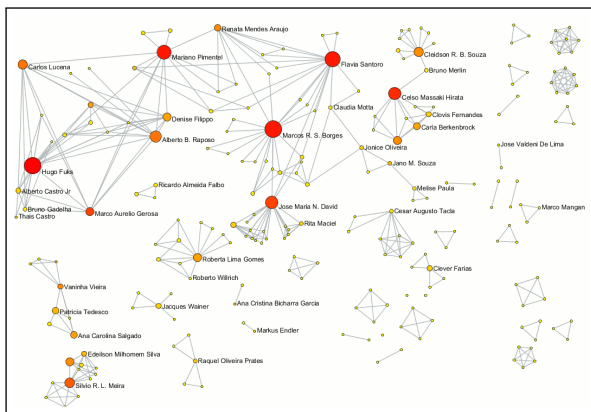 Renata Mendes Araujo
Mariano Pimentel
Carlos Lucena
Flavia Santoro
Cleidson R. B. Souza
Bruno Merlin
Celso Massaki Hirata
Claudia Motta
Clovis Fernandes
Denise Filippo
Carla Berkenbrock
Marcos R. S. Borges
Alberto B. Raposo
Jonice Oliveira
Jose Valdeni De Lima
Hugo Fuks
Jano M. Souza
Ricardo Almeida Falbo
Melise Paula
Alberto Castro Jr
Jose Maria N. David
Bruno Gadelha
Marco Mangan
Thais Castro
Marco Aurelio Gerosa
Cesar Augusto Tacla
Rita Maciel
Roberta Lima Gomes
Clever Farias
Roberto Willrich
Vaninha Vieira
Ana Cristina Bicharra Garcia
Jacques Wainer
Patricia Tedesco
Markus Endler
Ana Carolina Salgado
Edeilson Milhomem Silva
Raquel Oliveira Prates
Silvio R. L. Meira